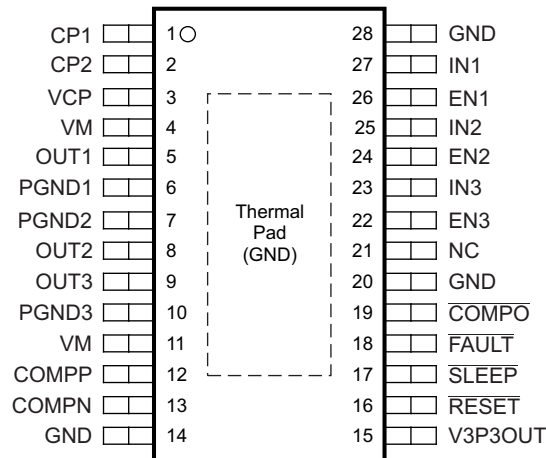 CP1 1 28 GND
CP2 2 27 IN1
VCP 3 26 EN1
VM 4 25 IN2
OUT1 5 24 EN2
PGND1 6 23 IN3
PGND2 7 22 EN3
OUT2 8 21 NC
OUT3 9 20 GND
PGND3 10 19 COMPO
VM 11 18 FAULT
COMPP 12 17 SLEEP
COMPN 13 16 RESET
GND 14 15 V3P3OUT
Thermal
Pad
(GND)